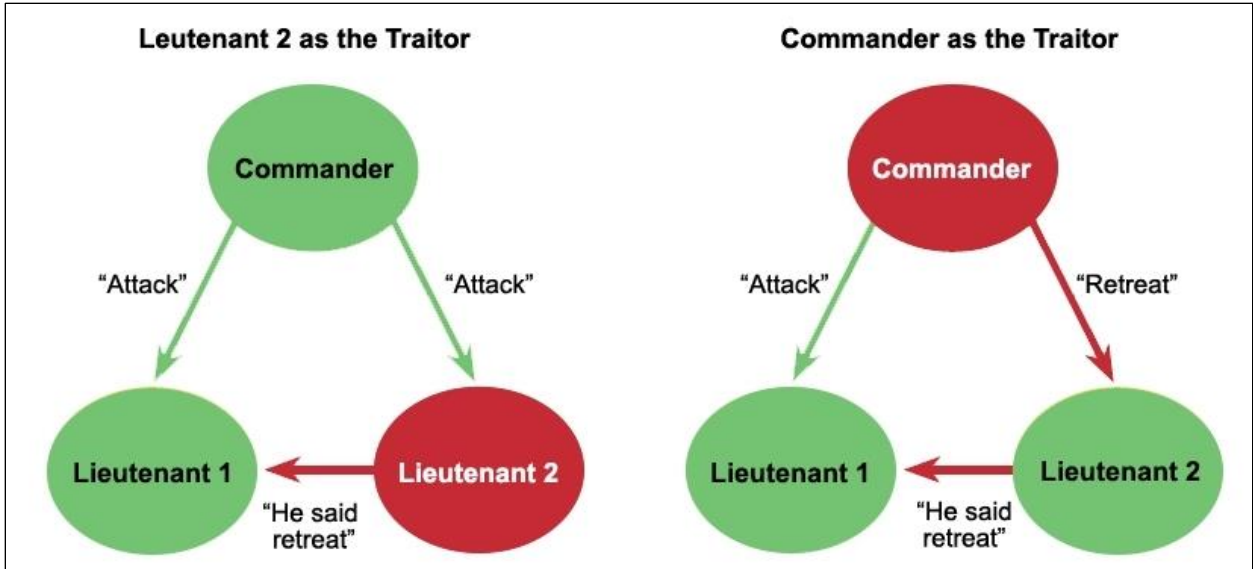 Leutenant 2 as the Traitor
Commander
“Attack”
“Attack”
Lieutenant 1
Lieutenant 2
“He said
retreat”
Commander as the Traitor
Commander
“Attack”
“Retreat”
Lieutenant 1
Lieutenant 2
“He said
retreat”